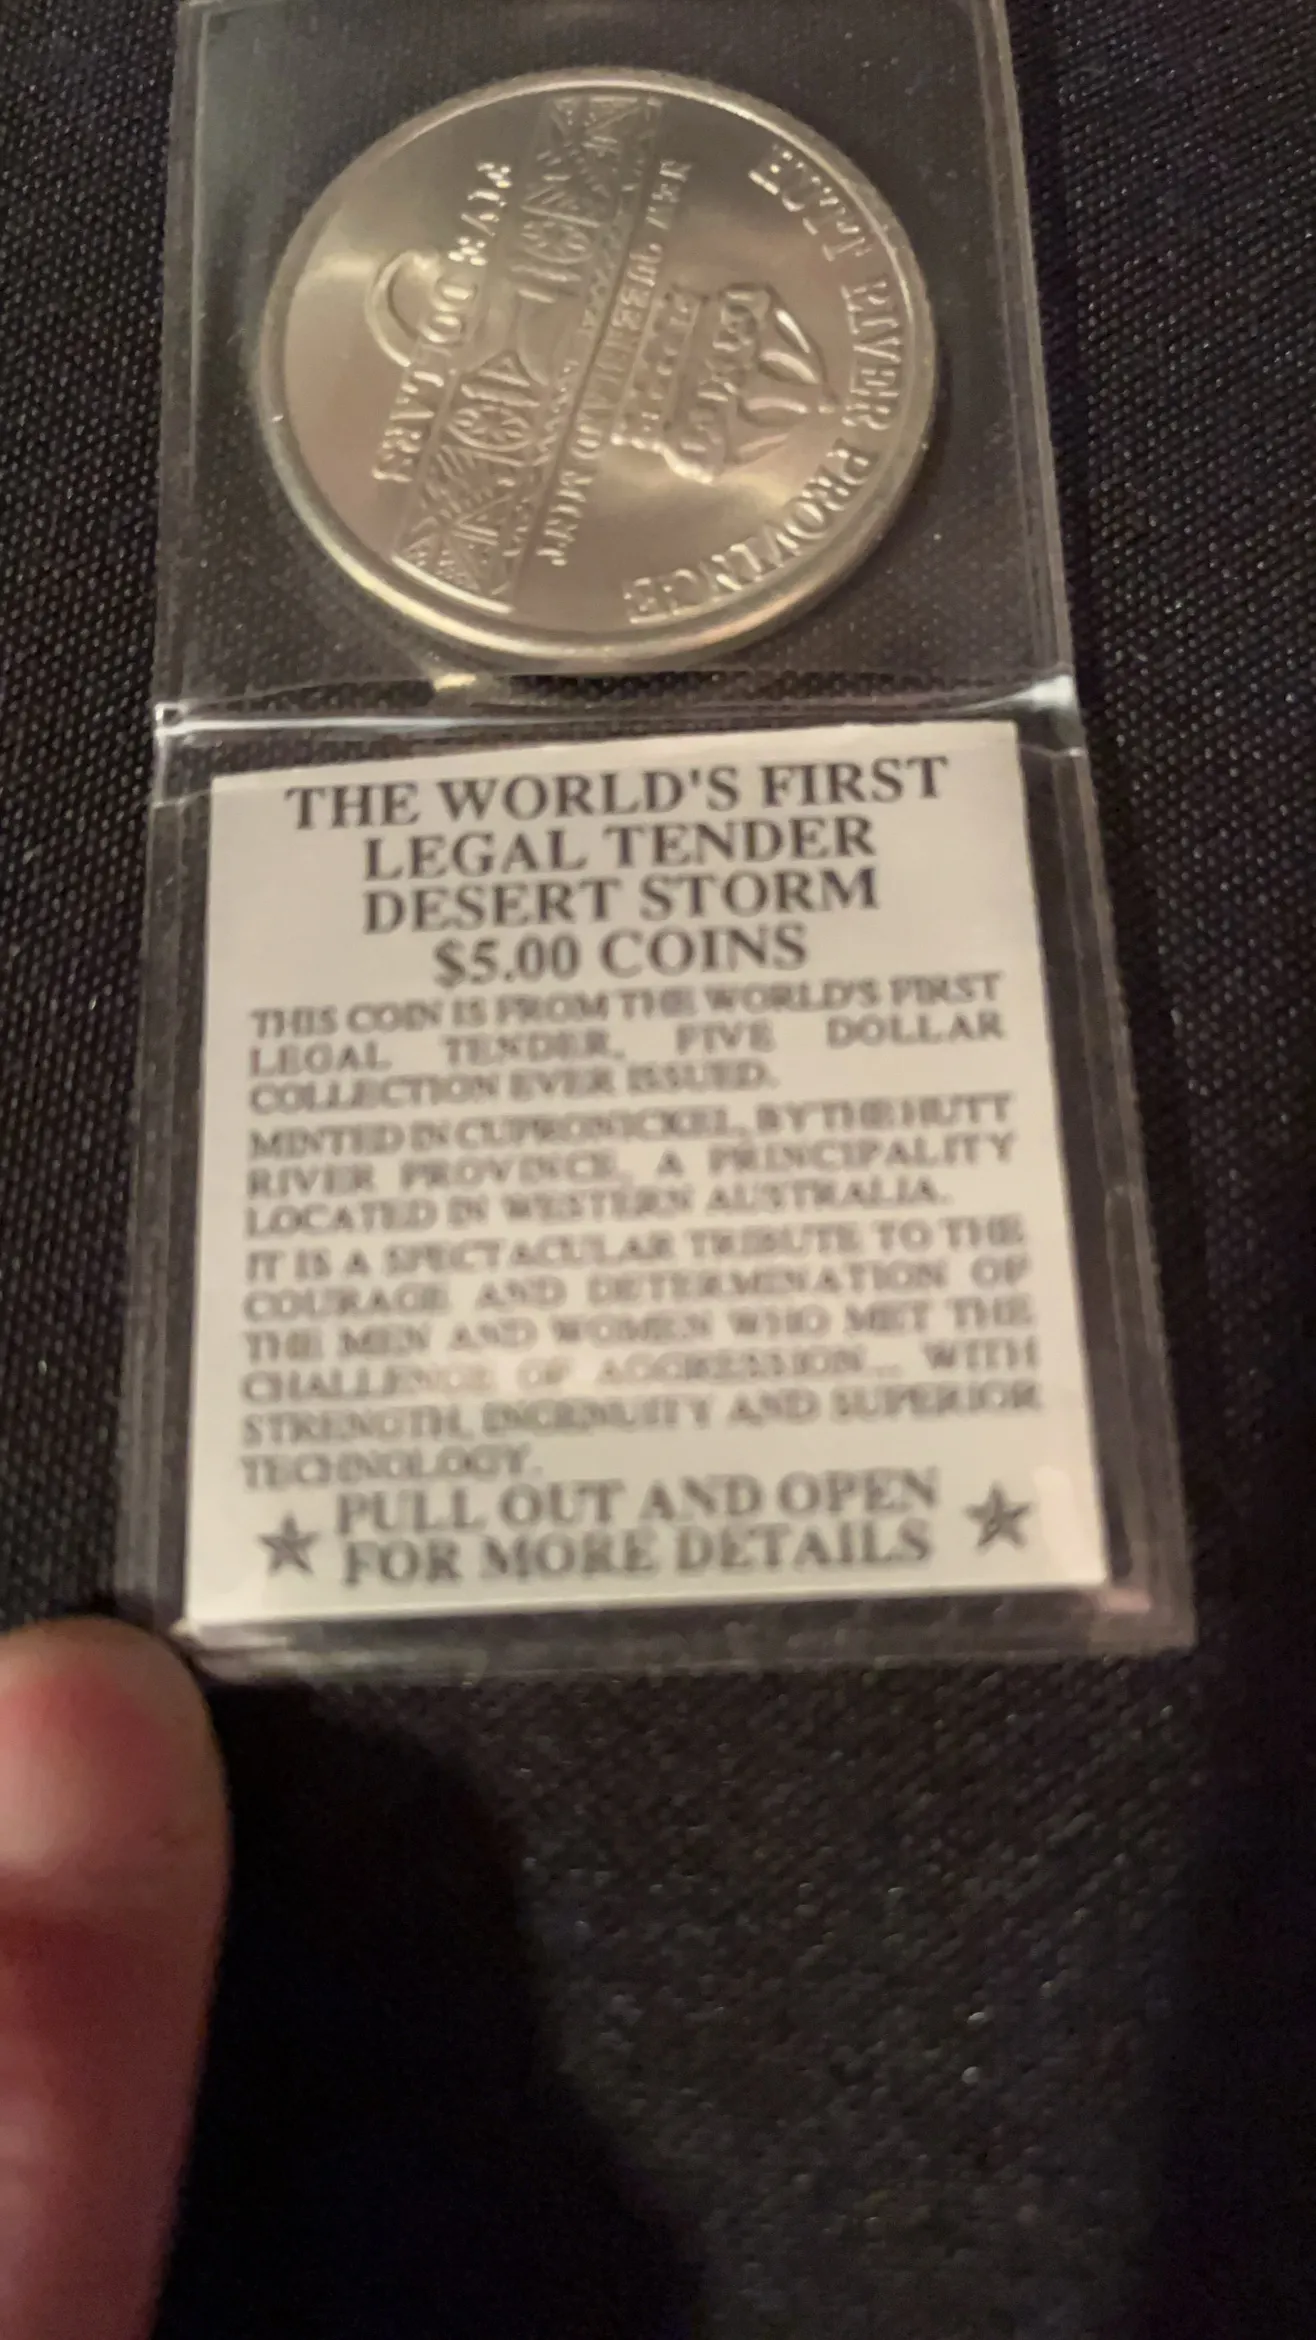 HUTT RIVER PROVINCE
NEW QUEENSLAND MINT
FIVE DOLLARS
THE WORLD'S FIRST
LEGAL TENDER
DESERT STORM
$5.00 COINS
THIS COIN IS FROM THE WORLD'S FIRST
LEGAL TENDER, FIVE DOLLAR
COLLECTION EVER ISSUED.
MINTED IN CUPRONICKEL, BY THE HUTT
RIVER PROVINCE, A PRINCIPALITY
LOCATED IN WESTERN AUSTRALIA.
IT IS A SPECTACULAR TRIBUTE TO THE
COURAGE AND DETERMINATION OF
THE MEN AND WOMEN WHO MET THE
CHALLENGE OF AGGRESSION... WITH
STRENGTH, INGENUITY AND SUPERIOR
TECHNOLOGY.
PULL OUT AND OPEN
FOR MORE DETAILS